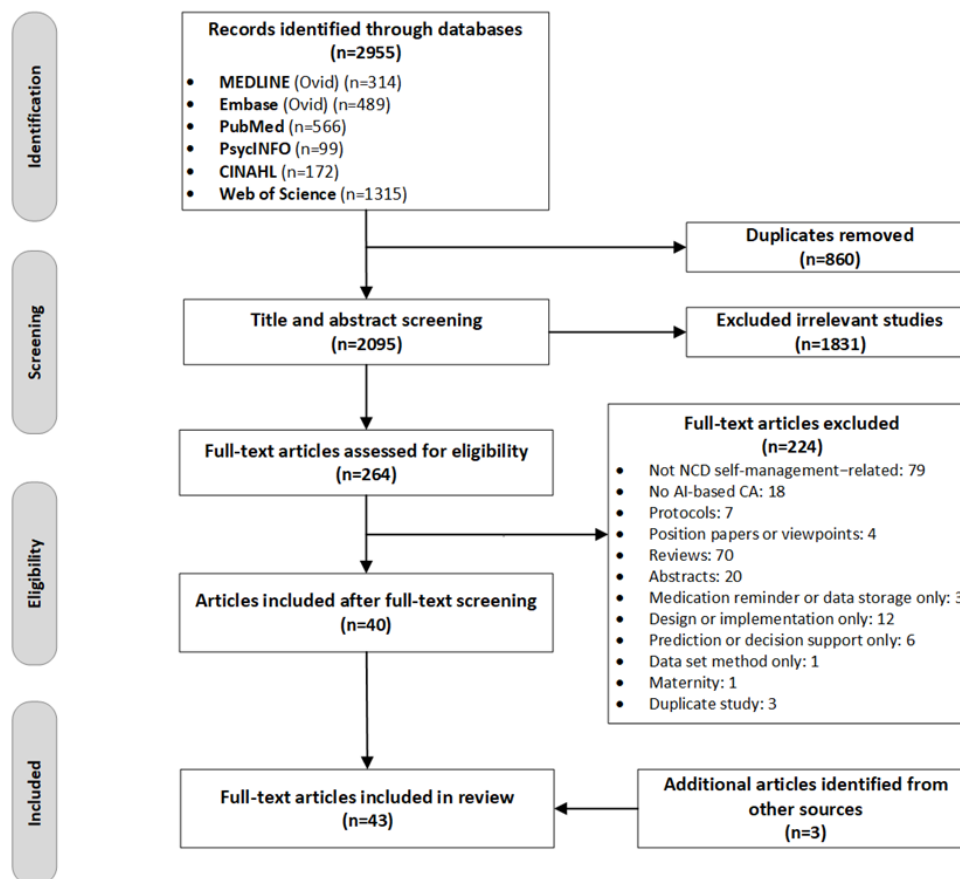 Identification
Records identified through databases
(n=2955)
• MEDLINE (Ovid) (n=314)
• Embase (Ovid) (n=489)
• PubMed (n=566)
• PsycINFO (n=99)
• CINAHL (n=172)
• Web of Science (n=1315)
Duplicates removed
(n=860)
Screening
Title and abstract screening
(n=2095)
Excluded irrelevant studies
(n=1831)
Full-text articles assessed for eligibility
(n=264)
Full-text articles excluded
(n=224)
• Not NCD self-management−related: 79
• No AI-based CA: 18
• Protocols: 7
• Position papers or viewpoints: 4
• Reviews: 70
• Abstracts: 20
• Medication reminder or data storage only: 3
• Design or implementation only: 12
• Prediction or decision support only: 6
• Data set method only: 1
• Maternity: 1
• Duplicate study: 3
Eligibility
Articles included after full-text screening
(n=40)
Included
Full-text articles included in review
(n=43)
Additional articles identified from
other sources
(n=3)